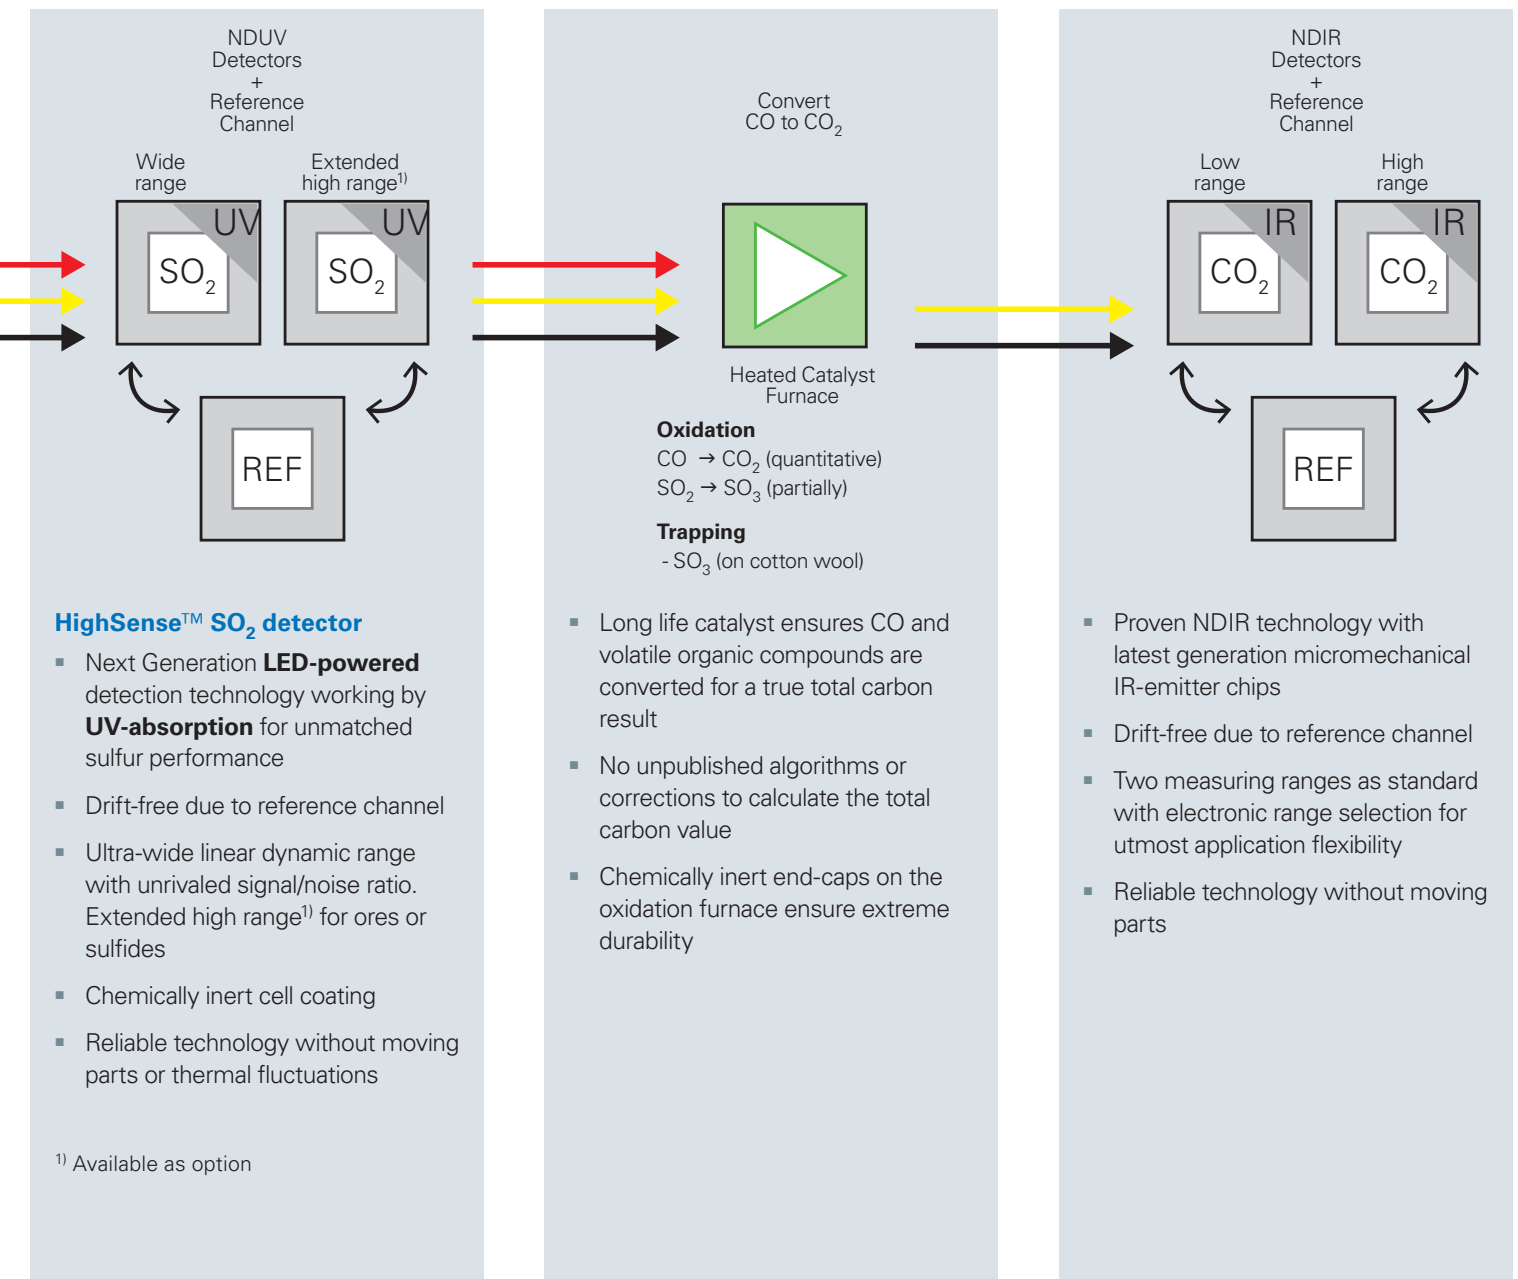 NDUV
Detectors
+
Reference
Channel
Wide
range
Extended
high range1)
UV
SO2
UV
SO2
REF
HighSense™ SO2 detector
▪ Next Generation LED-powered
detection technology working by
UV-absorption for unmatched
sulfur performance
▪ Drift-free due to reference channel
▪ Ultra-wide linear dynamic range
with unrivaled signal/noise ratio.
Extended high range1) for ores or
sulfides
▪ Chemically inert cell coating
▪ Reliable technology without moving
parts or thermal fluctuations
1) Available as option
Convert
CO to CO2
Heated Catalyst
Furnace
Oxidation
CO → CO2 (quantitative)
SO2 → SO3 (partially)
Trapping
- SO3 (on cotton wool)
▪ Long life catalyst ensures CO and
volatile organic compounds are
converted for a true total carbon
result
▪ No unpublished algorithms or
corrections to calculate the total
carbon value
▪ Chemically inert end-caps on the
oxidation furnace ensure extreme
durability
NDIR
Detectors
+
Reference
Channel
Low
range
High
range
IR
CO2
IR
CO2
REF
▪ Proven NDIR technology with
latest generation micromechanical
IR-emitter chips
▪ Drift-free due to reference channel
▪ Two measuring ranges as standard
with electronic range selection for
utmost application flexibility
▪ Reliable technology without moving
parts